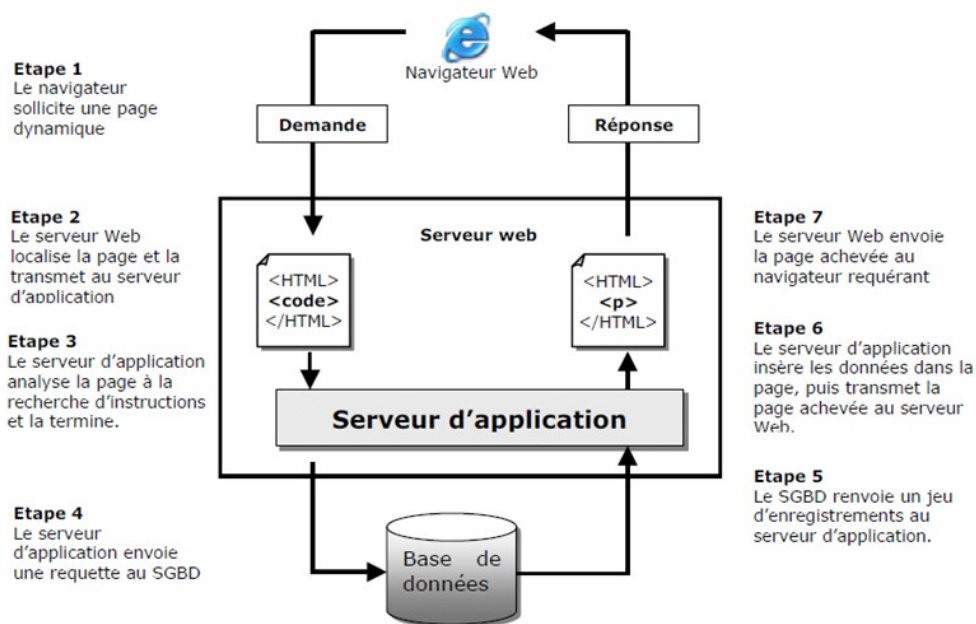 Navigateur Web
Etape 1
Le navigateur
sollicite une page
dynamique
Demande
Réponse
Etape 2
Le serveur Web
localise la page et la
transmet au serveur
d'application
Serveur web
Etape 7
Le serveur Web envoie
la page achevée au
navigateur requérant
<HTML>
<code>
</HTML>
<HTML>
<p>
</HTML>
Etape 3
Le serveur d'application
analyse la page à la
recherche d'instructions
et la termine.
Etape 6
Le serveur d'application
insère les données dans la
page, puis transmet la
page achevée au serveur
Web.
Serveur d'application
Etape 4
Le serveur
d'application envoie
une requette au SGBD
Etape 5
Le SGBD renvoie un jeu
d'enregistrements au
serveur d'application.
Base de
données